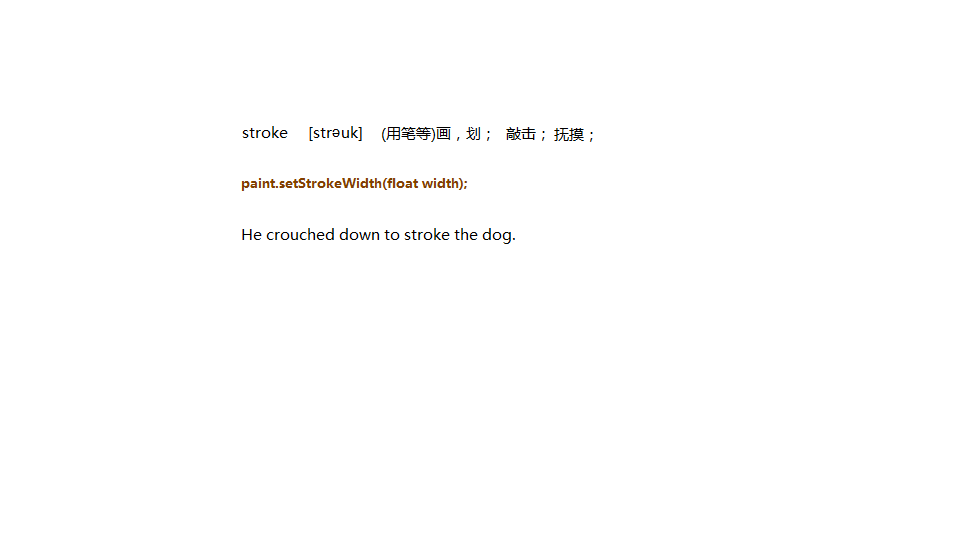 stroke [strəuk] (用笔等)画，划； 敲击；抚摸；
paint.setStrokeWidth(float width);
He crouched down to stroke the dog.